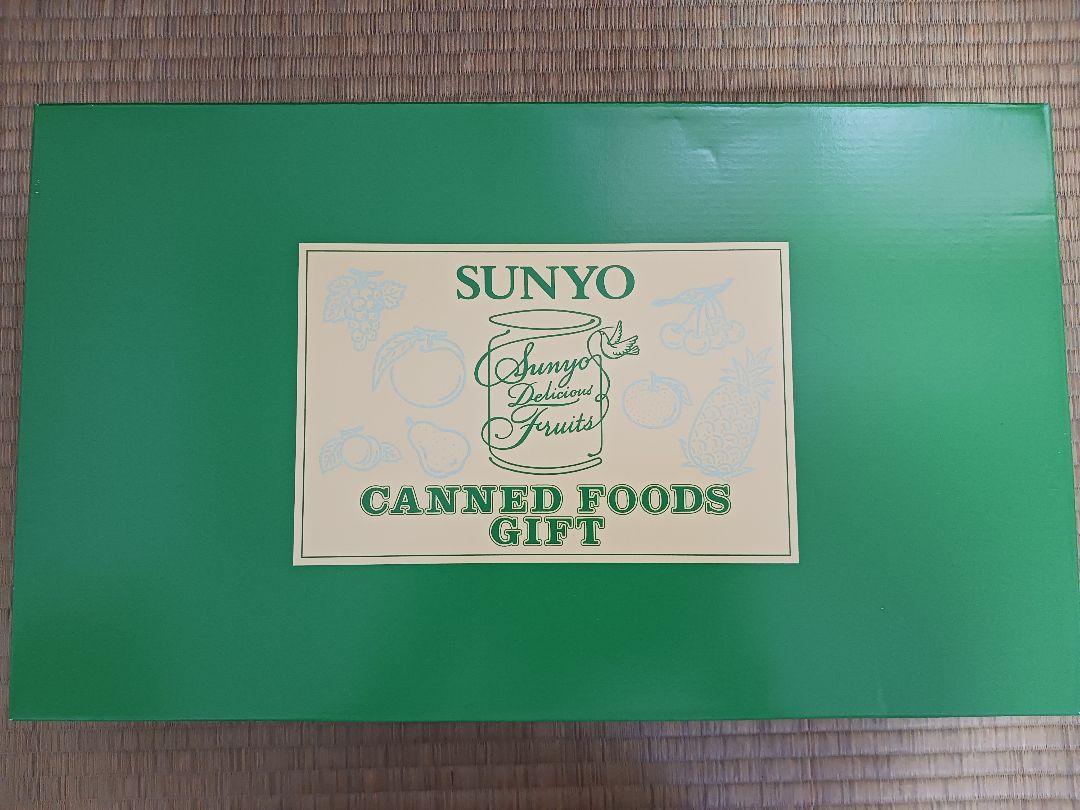 SUNYO
Sunyo
Delicious
Fruits
CANNED FOODS
GIFT